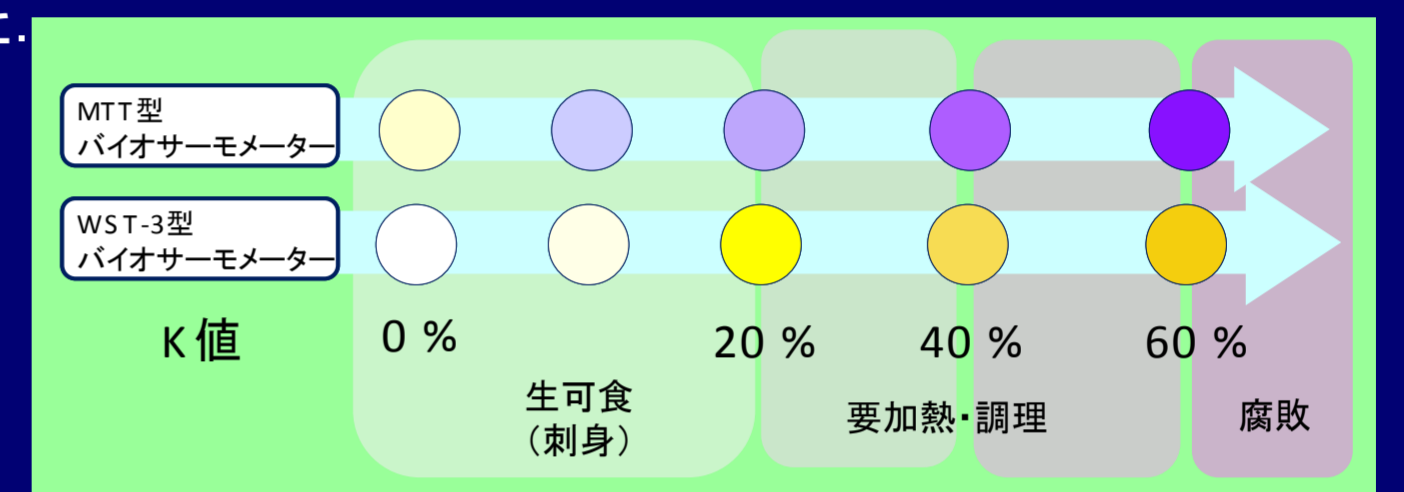 と.
MTT型
バイオサーモメーター
WST-3型
バイオサーモメーター
K値
0 %
20 %
40 %
60 %
生可食
（刺身）
要加熱・調理
腐敗